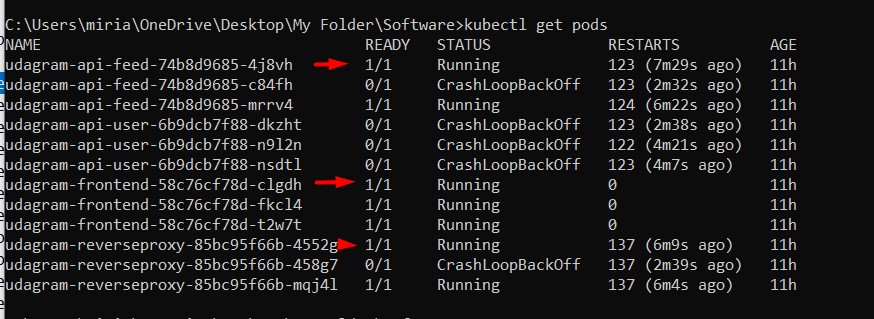 C:\Users\miria\OneDrive\Desktop\My Folder\Software>kubectl get pods
NAME READY STATUS RESTARTS AGE
udagram-api-feed-74b8d9685-4j8vh 1/1 Running 123 (7m29s ago) 11h
udagram-api-feed-74b8d9685-c84fh 0/1 CrashLoopBackOff 123 (2m32s ago) 11h
udagram-api-feed-74b8d9685-mrrv4 1/1 Running 124 (6m22s ago) 11h
udagram-api-user-6b9dcb7f88-dkzht 0/1 CrashLoopBackOff 123 (2m38s ago) 11h
udagram-api-user-6b9dcb7f88-n9l2n 0/1 CrashLoopBackOff 122 (4m21s ago) 11h
udagram-api-user-6b9dcb7f88-nsdtl 0/1 CrashLoopBackOff 123 (4m7s ago) 11h
udagram-frontend-58c76cf78d-clgdh 1/1 Running 0 11h
udagram-frontend-58c76cf78d-fkcl4 1/1 Running 0 11h
udagram-frontend-58c76cf78d-t2w7t 1/1 Running 0 11h
udagram-reverseproxy-85bc95f66b-4552g 1/1 Running 137 (6m9s ago) 11h
udagram-reverseproxy-85bc95f66b-458g7 0/1 CrashLoopBackOff 137 (2m39s ago) 11h
udagram-reverseproxy-85bc95f66b-mqj4l 1/1 Running 137 (6m4s ago) 11h